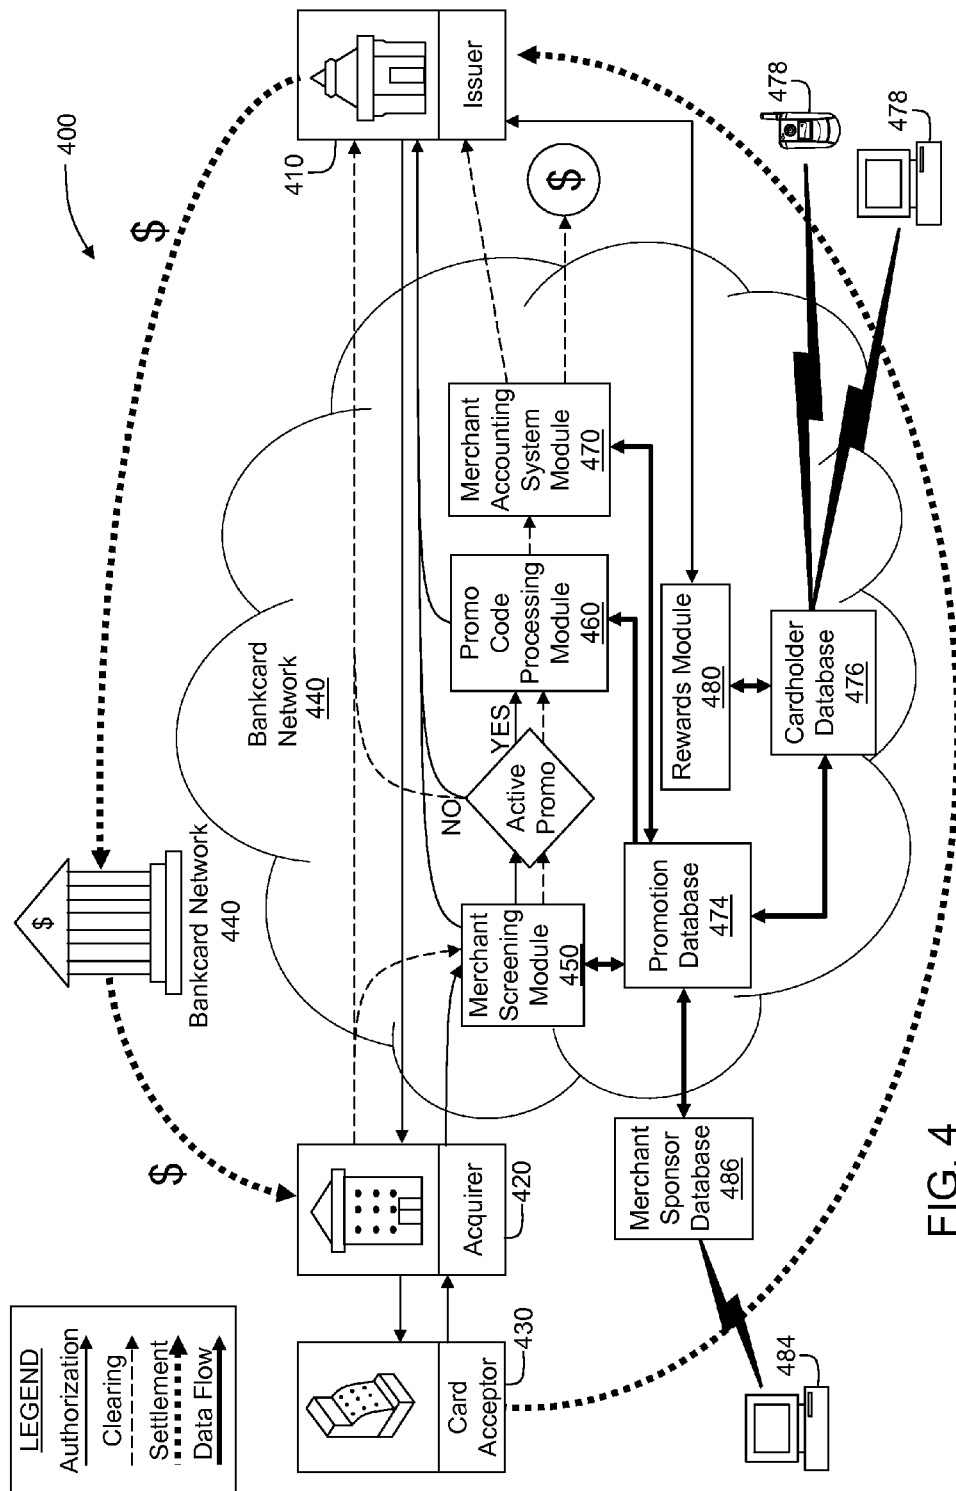 LEGEND
Authorization
Clearing
Settlement
Data Flow
400
$
$
$
Bankcard Network
440
Issuer
410
Acquirer
420
Card
Acceptor
430
Bankcard
Network
440
Merchant
Screening
Module
450
Active
Promo
NO
YES
Promo
Code
Processing
Module
460
Merchant
Accounting
System
Module
470
$
Rewards Module
480
Promotion
Database
474
Cardholder
Database
476
478
478
Merchant
Sponsor
Database
486
484
FIG. 4